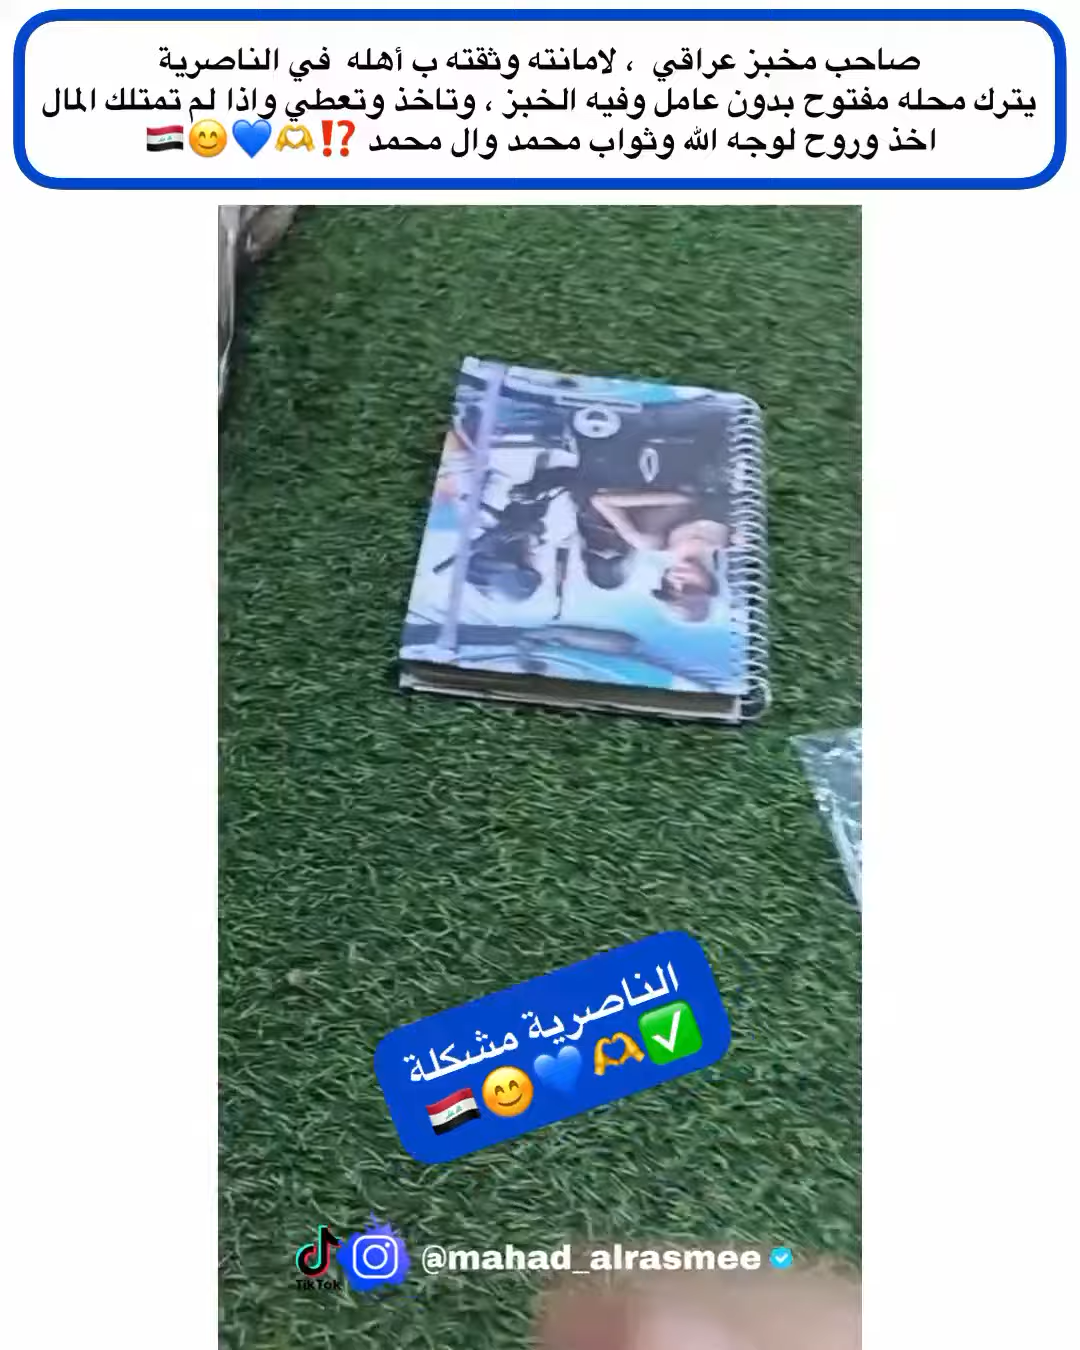 صاحب مخبز عراقي ، لامانته وثقته ب أهله في الناصرية
يترك محله مفتوح بدون عامل وفيه الخبز ، وتاخذ وتعطي واذا لم تمتلك المال
اخذ وروح لوجه الله وثواب محمد وال محمد ⁉️🫶💙😊🇮🇶
الناصرية مشكلة
✅🫶💙😊🇮🇶
TikTok
@mahad_alrasmee